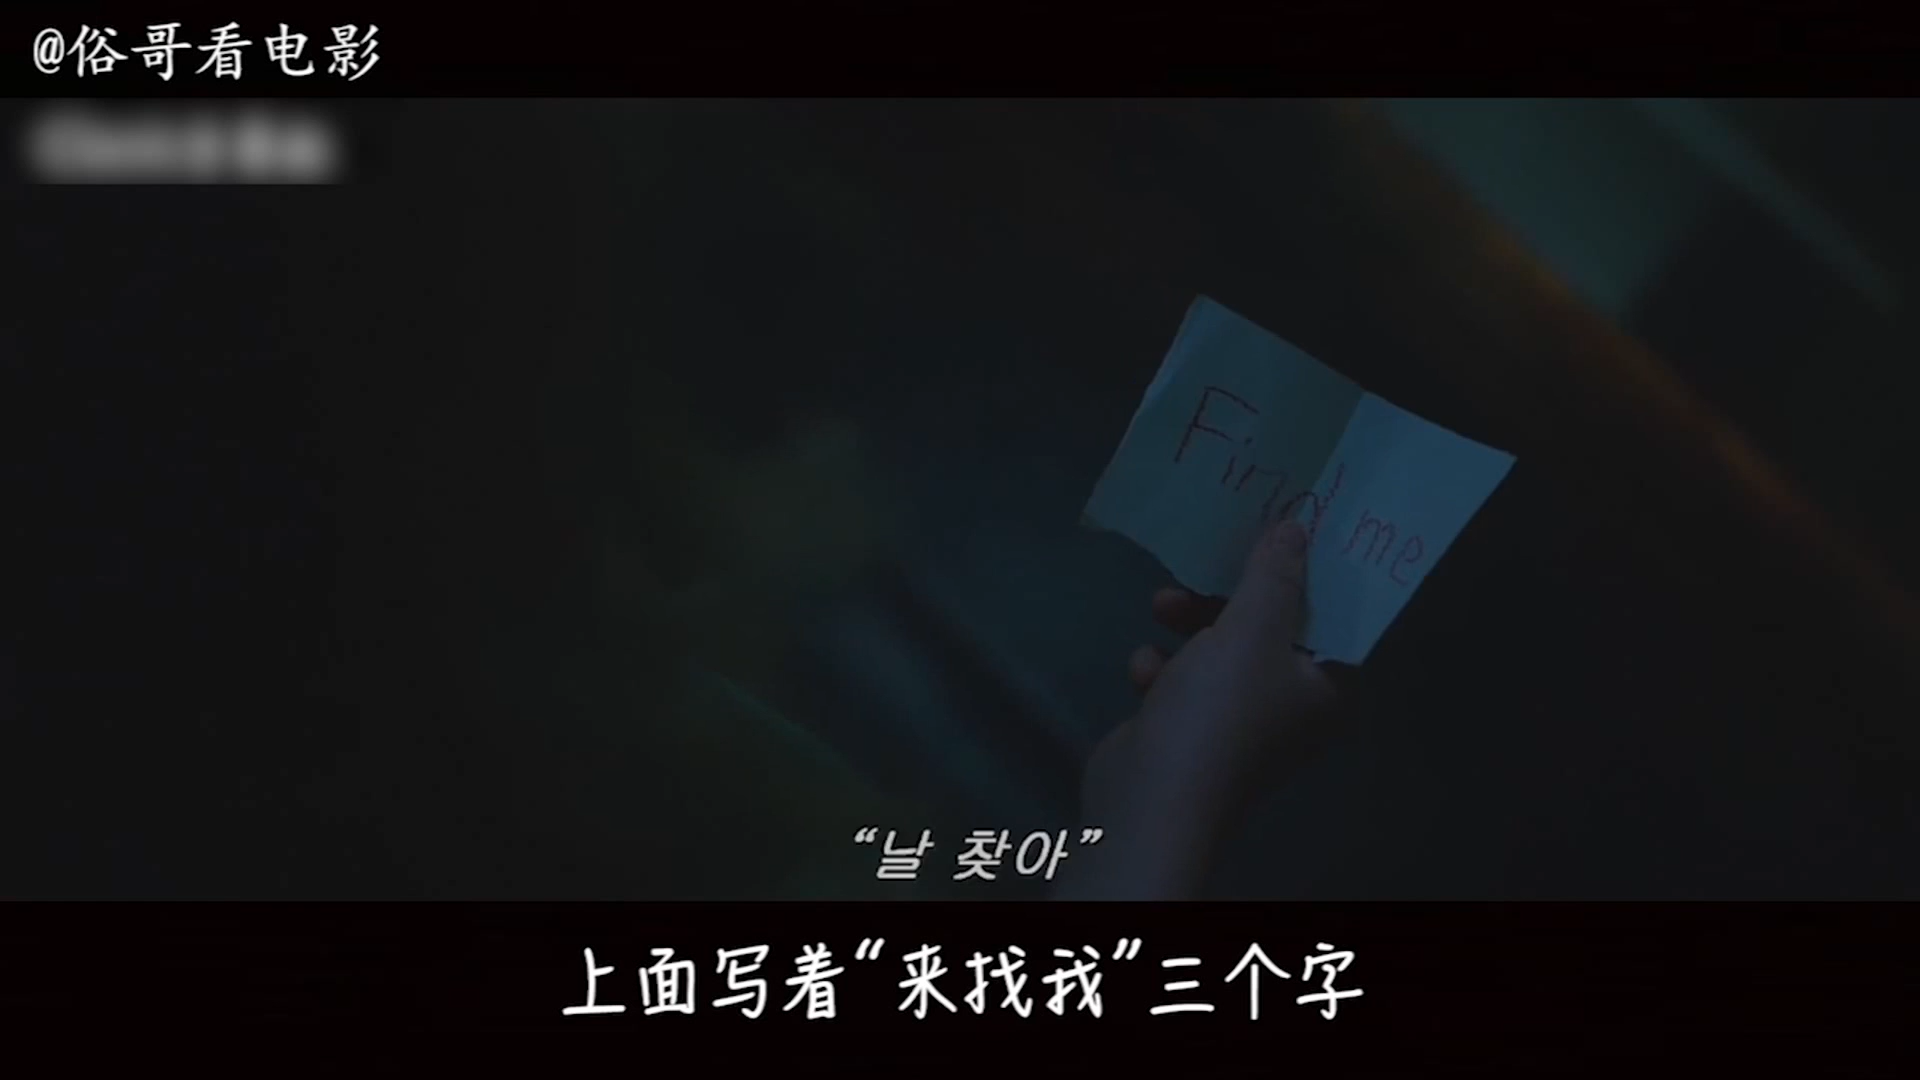 @俗哥看电影
Find me
“날 찾아”
上面写着“来找我”三个字